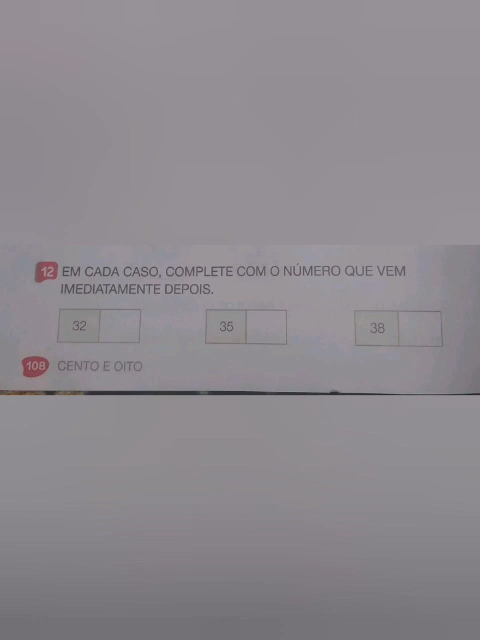 12 EM CADA CASO, COMPLETE COM O NÚMERO QUE VEM
IMEDIATAMENTE DEPOIS.
32 35 38
108 CENTO E OITO